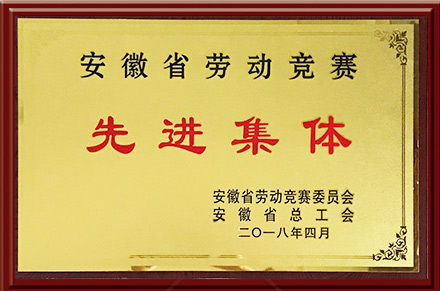 安徽省劳动竞赛
先进集体
安徽省劳动竞赛委员会
安徽省总工会
二〇一八年四月